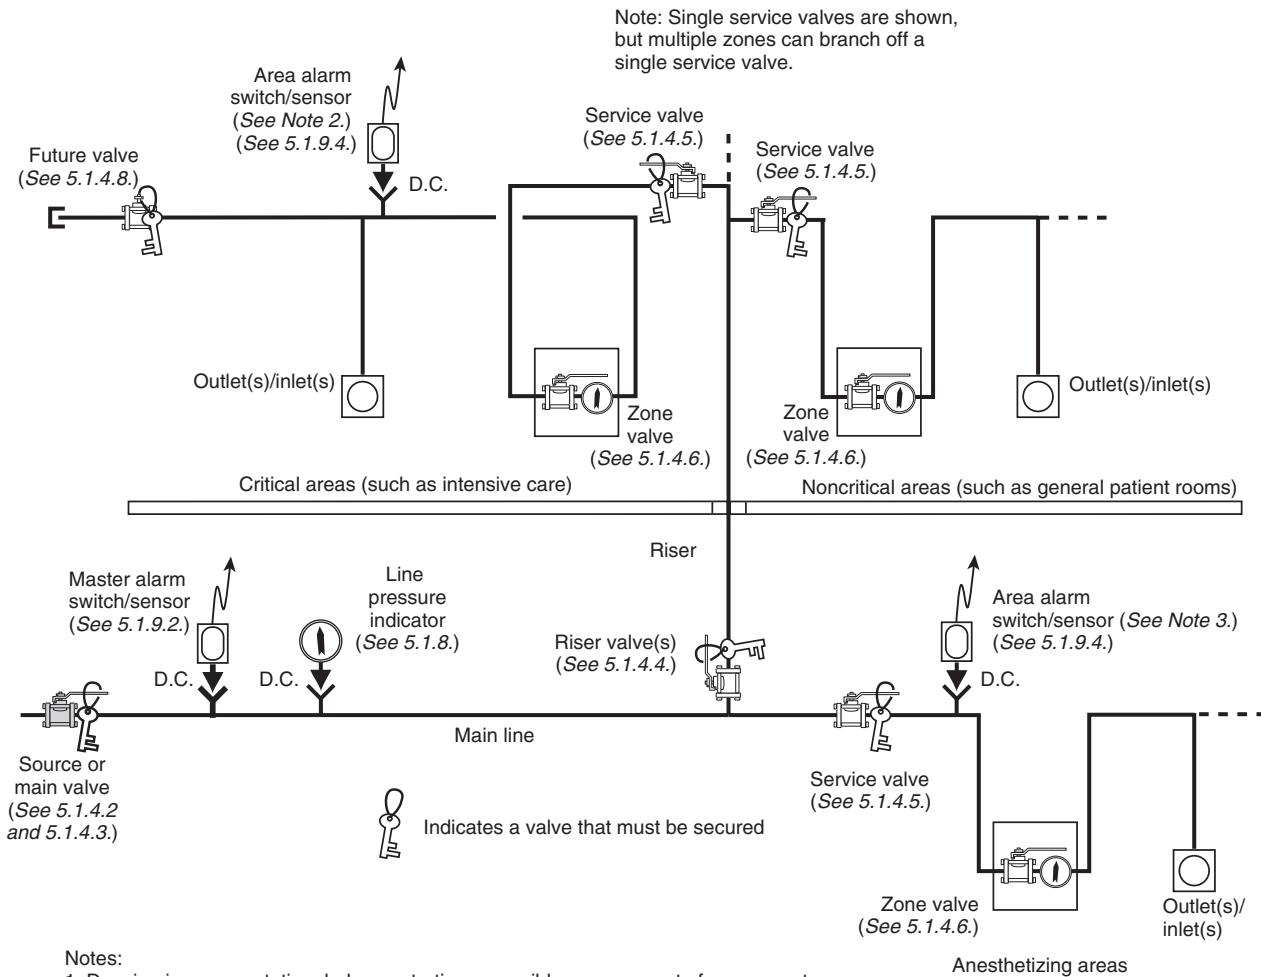 Note: Single service valves are shown,
but multiple zones can branch off a
single service valve.
Area alarm
switch/sensor
(See Note 2.)
(See 5.1.9.4.)
D.C.
Future valve
(See 5.1.4.8.)
Service valve
(See 5.1.4.5.)
Service valve
(See 5.1.4.5.)
Outlet(s)/inlet(s)
Zone
valve
(See 5.1.4.6.)
Zone
valve
(See 5.1.4.6.)
Outlet(s)/inlet(s)
Critical areas (such as intensive care)
Noncritical areas (such as general patient rooms)
Riser
Master alarm
switch/sensor
(See 5.1.9.2.)
D.C.
Line
pressure
indicator
(See 5.1.8.)
D.C.
Riser valve(s)
(See 5.1.4.4.)
Area alarm
switch/sensor (See Note 3.)
(See 5.1.9.4.)
D.C.
Main line
Source or
main valve
(See 5.1.4.2
and 5.1.4.3.)
Service valve
(See 5.1.4.5.)
Indicates a valve that must be secured
Zone valve
(See 5.1.4.6.)
Outlet(s)/
inlet(s)
Anesthetizing areas
Notes: